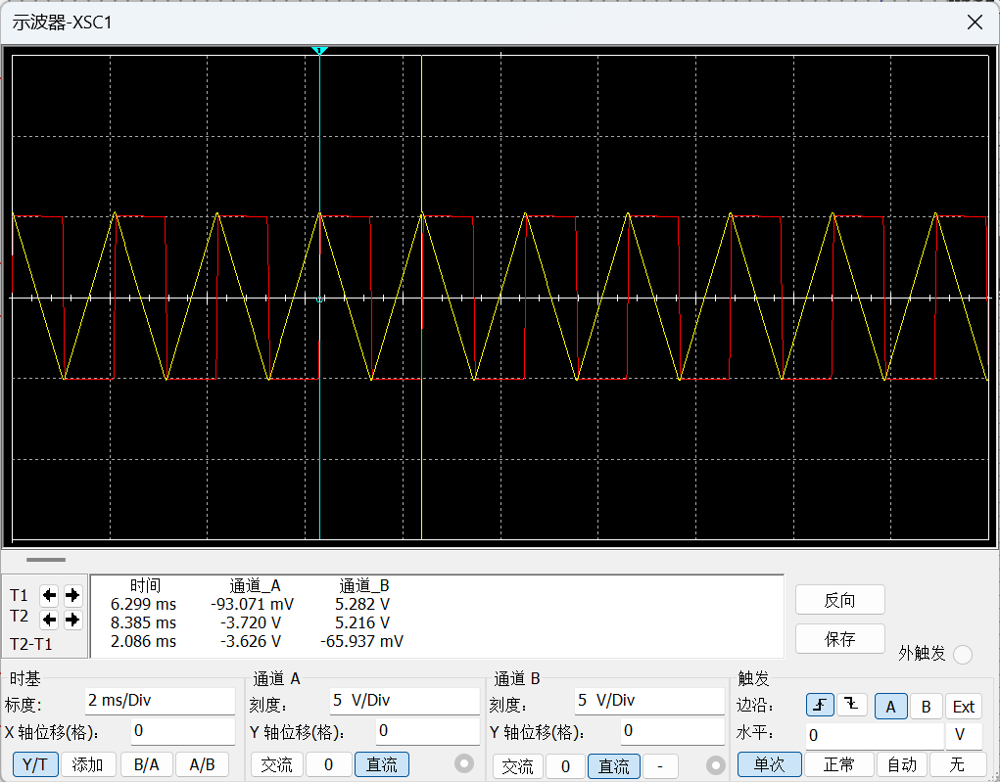 示波器-XSC1
1
时间 通道_A 通道_B
T1 6.299 ms -93.071 mV 5.282 V
T2 8.385 ms -3.720 V 5.216 V
T2-T1 2.086 ms -3.626 V -65.937 mV
反向
保存
外触发
时基
标度： 2 ms/Div
X 轴位移(格)： 0
Y/T 添加 B/A A/B
通道 A
刻度： 5 V/Div
Y 轴位移(格)： 0
交流 0 直流
通道 B
刻度： 5 V/Div
Y 轴位移(格)： 0
交流 0 直流 -
触发
边沿： A B Ext
水平： 0 V
单次 正常 自动 无